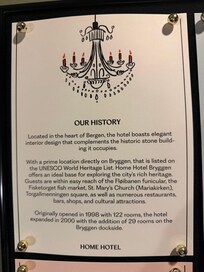 OUR HISTORY
Located in the heart of Bergen, the hotel boasts elegant
interior design that complements the historic stone build-
ing it occupies.
With a prime location directly on Bryggen, that is listed on
the UNESCO World Heritage List, Home Hotel Bryggen
offers an ideal base for exploring the city's rich heritage.
Guests are within easy reach of the Fløibanen funicular, the
Fisketorget fish market, St. Mary's Church (Mariakirken),
Torgallmenningen square, as well as numerous restaurants,
bars, shops, and cultural attractions.
Originally opened in 1998 with 122 rooms, the hotel
expanded in 2000 with the addition of 29 rooms on the
Bryggen dockside.
HOME HOTEL